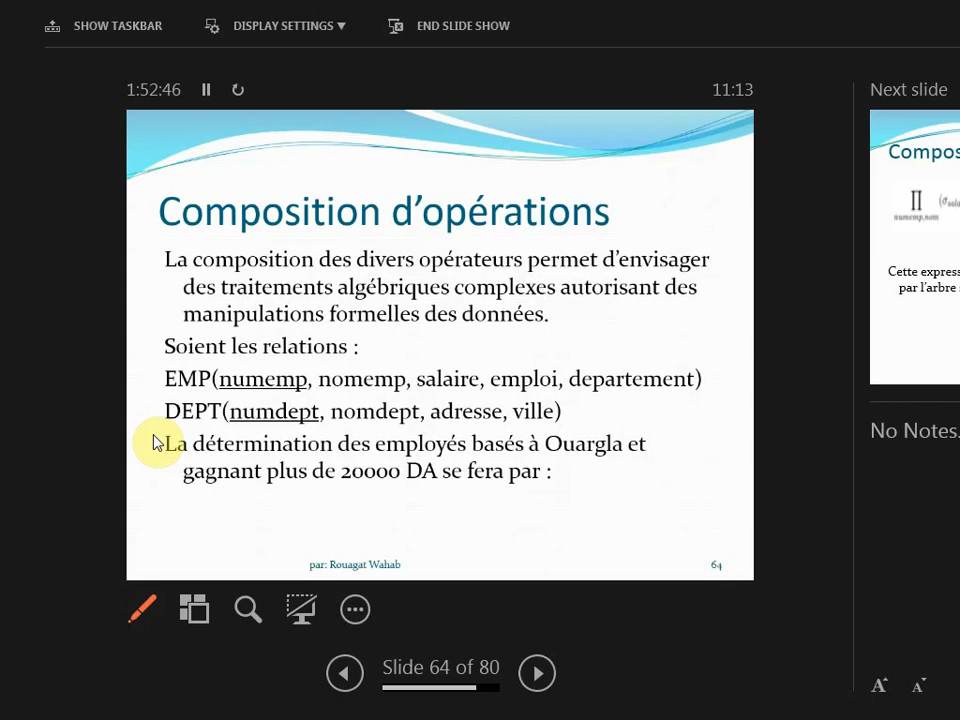 SHOW TASKBAR
DISPLAY SETTINGS
END SLIDE SHOW
1:52:46
11:13
Next slide
Composition d'opérations
La composition des divers opérateurs permet d'envisager
des traitements algébriques complexes autorisant des
manipulations formelles des données.
Soient les relations :
EMP(numemp, nomemp, salaire, emploi, departement)
DEPT(numdept, nomdept, adresse, ville)
La détermination des employés basés à Ouargla et
gagnant plus de 20000 DA se fera par :
par: Rouagat Wahab
64
Compos
∏
numemp,nom
Cette express
par l'arbre
No Notes.
Slide 64 of 80
A A